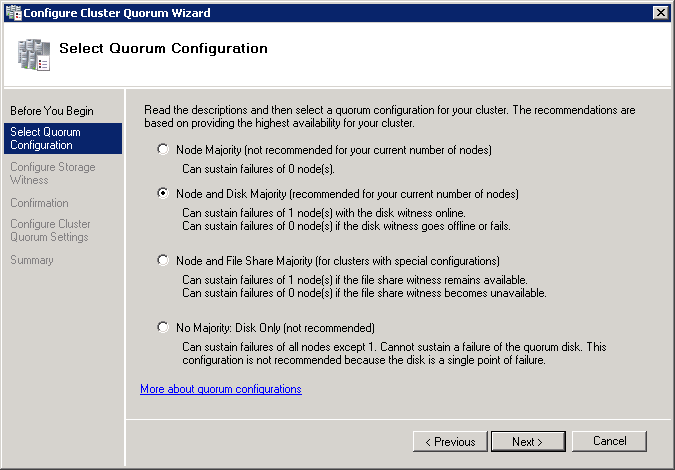 Configure Cluster Quorum Wizard
Select Quorum Configuration
Before You Begin
Select Quorum
Configuration
Configure Storage
Witness
Confirmation
Configure Cluster
Quorum Settings
Summary
Read the descriptions and then select a quorum configuration for your cluster. The recommendations are
based on providing the highest availability for your cluster.
Node Majority (not recommended for your current number of nodes)
Can sustain failures of 0 node(s).
Node and Disk Majority (recommended for your current number of nodes)
Can sustain failures of 1 node(s) with the disk witness online.
Can sustain failures of 0 node(s) if the disk witness goes offline or fails.
Node and File Share Majority (for clusters with special configurations)
Can sustain failures of 1 node(s) if the file share witness remains available.
Can sustain failures of 0 node(s) if the file share witness becomes unavailable.
No Majority: Disk Only (not recommended)
Can sustain failures of all nodes except 1. Cannot sustain a failure of the quorum disk. This
configuration is not recommended because the disk is a single point of failure.
More about quorum configurations
< Previous
Next >
Cancel